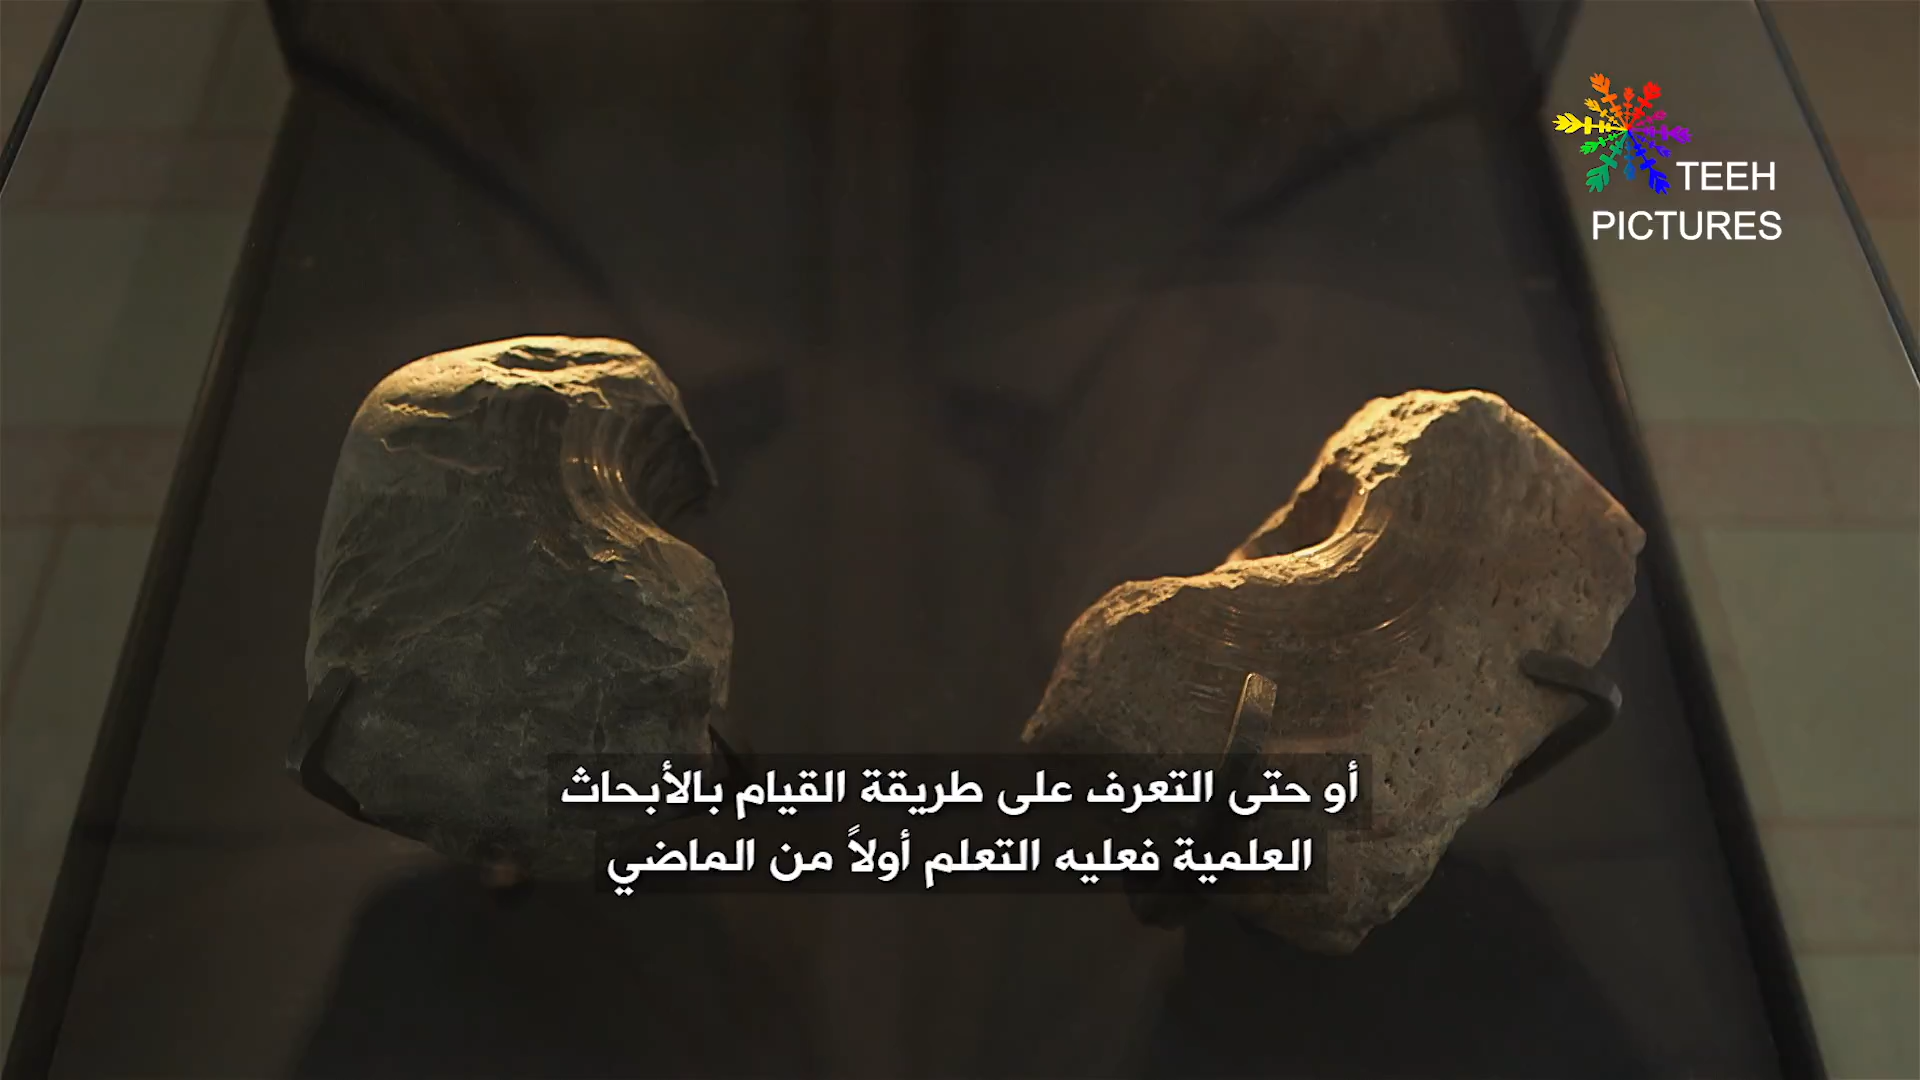 TEEH
PICTURES
أو حتى التعرف على طريقة القيام بالأبحاث
العلمية فعليه التعلم أولاً من الماضي